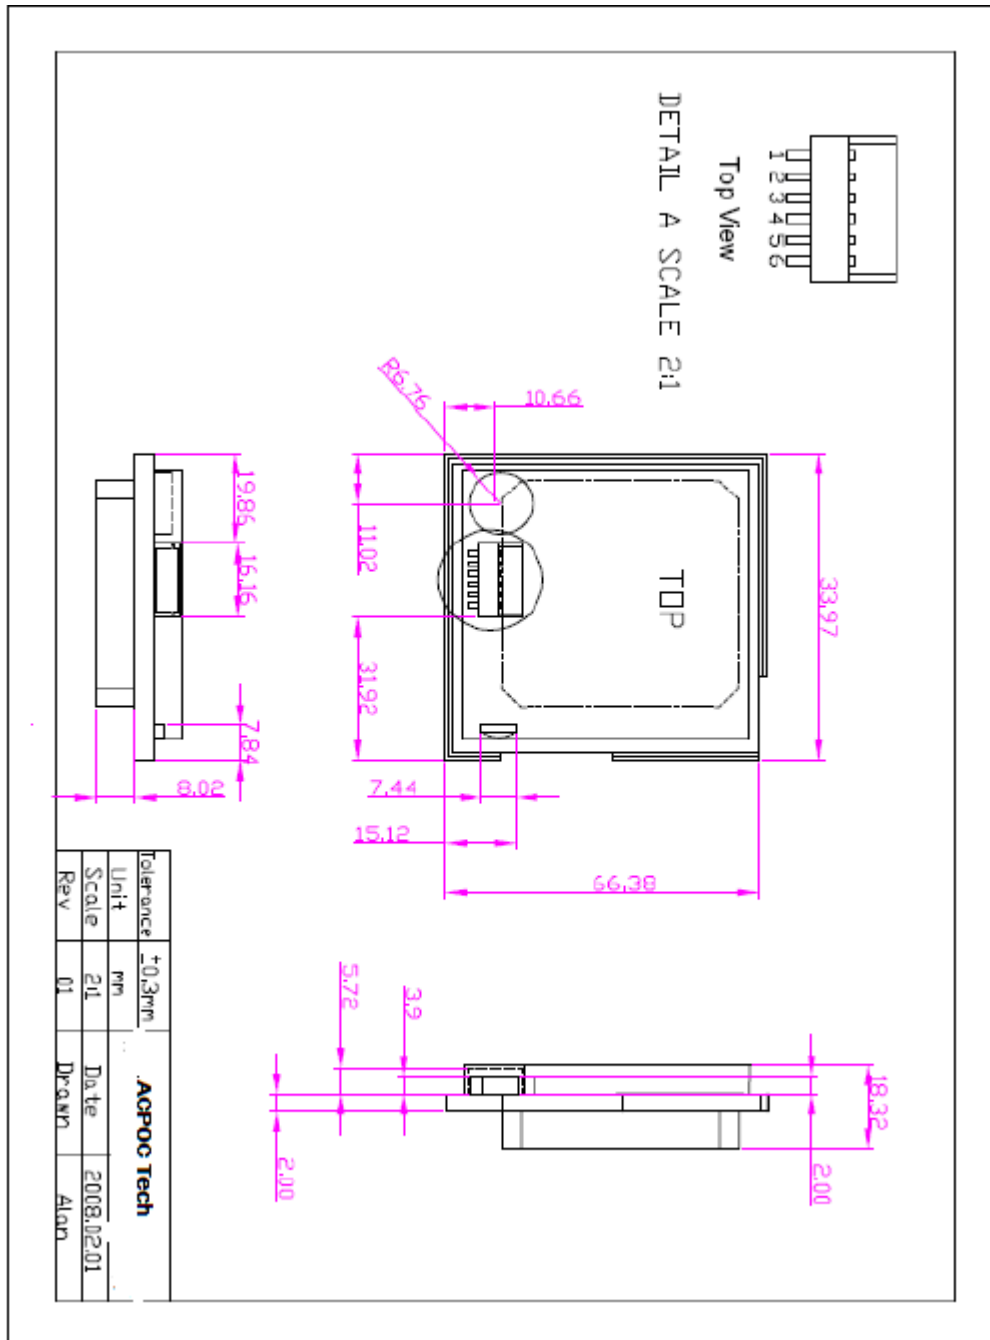 1 2 3 4 5 6
Top View
DETAIL A SCALE 2:1
R6.76
10.66
11.02
31.92
TOP
33.97
7.44
15.12
66.38
19.86
16.16
7.84
8.02
5.72
3.9
2.00
18.32
2.00
Tolerance ±0.3mm
Unit mm
ACPOC Tech
Scale 2:1 Date 2008.02.01
Rev 01 Drawn Alan